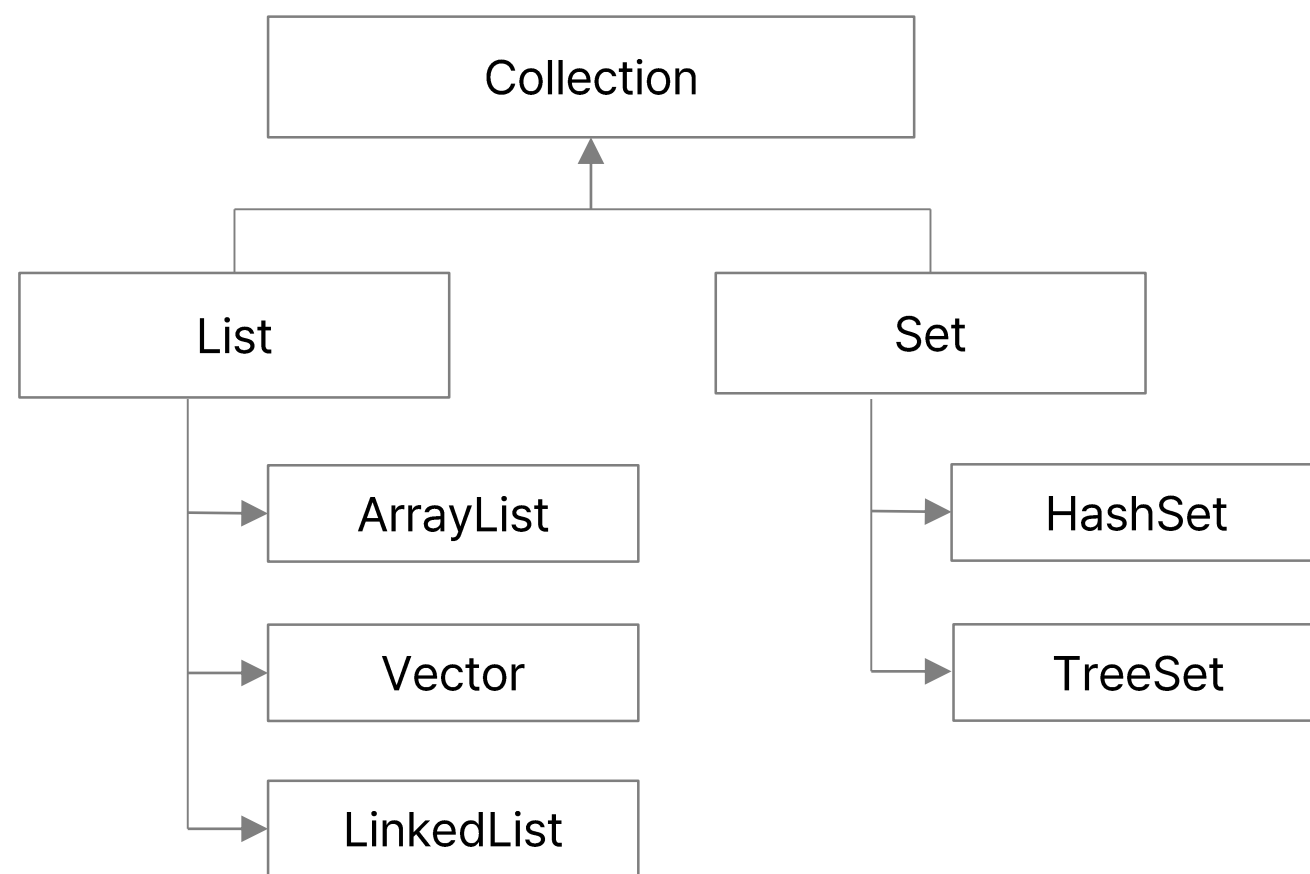 Collection
List
Set
ArrayList
HashSet
Vector
TreeSet
LinkedList